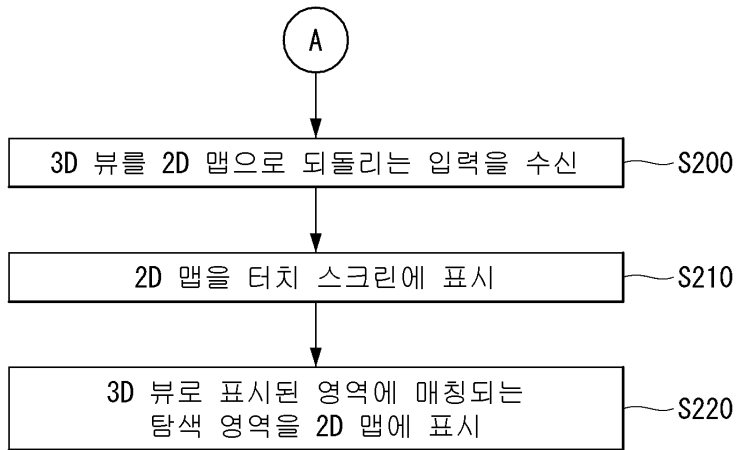 A
3D 뷰를 2D 맵으로 되돌리는 입력을 수신
S200
2D 맵을 터치 스크린에 표시
S210
3D 뷰로 표시된 영역에 매칭되는
탐색 영역을 2D 맵에 표시
S220